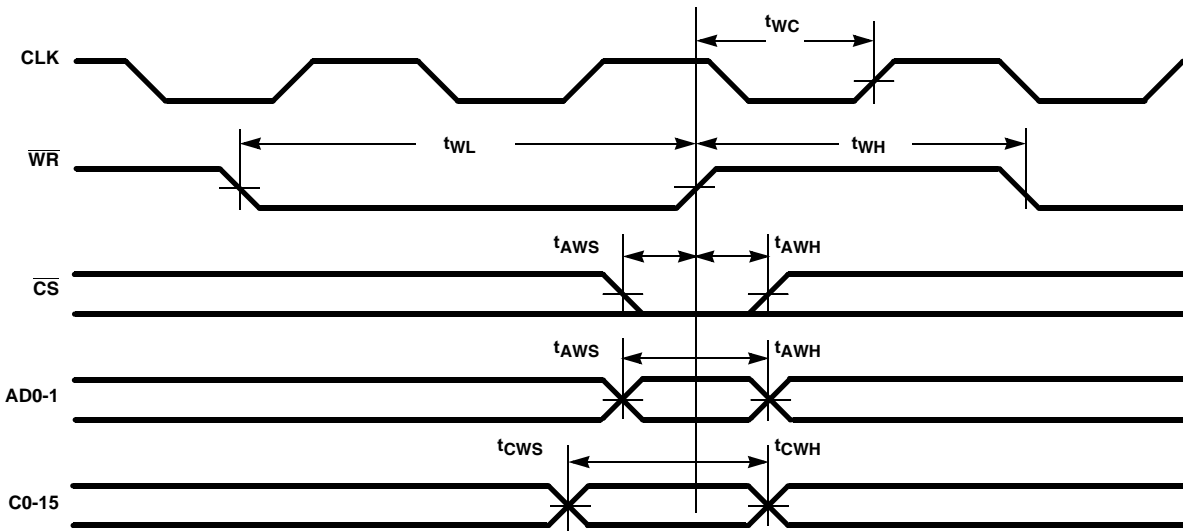 tWC
CLK
tWL
tWH
WR
tAWS
tAWH
CS
tAWS
tAWH
AD0-1
tCWS
tCWH
C0-15